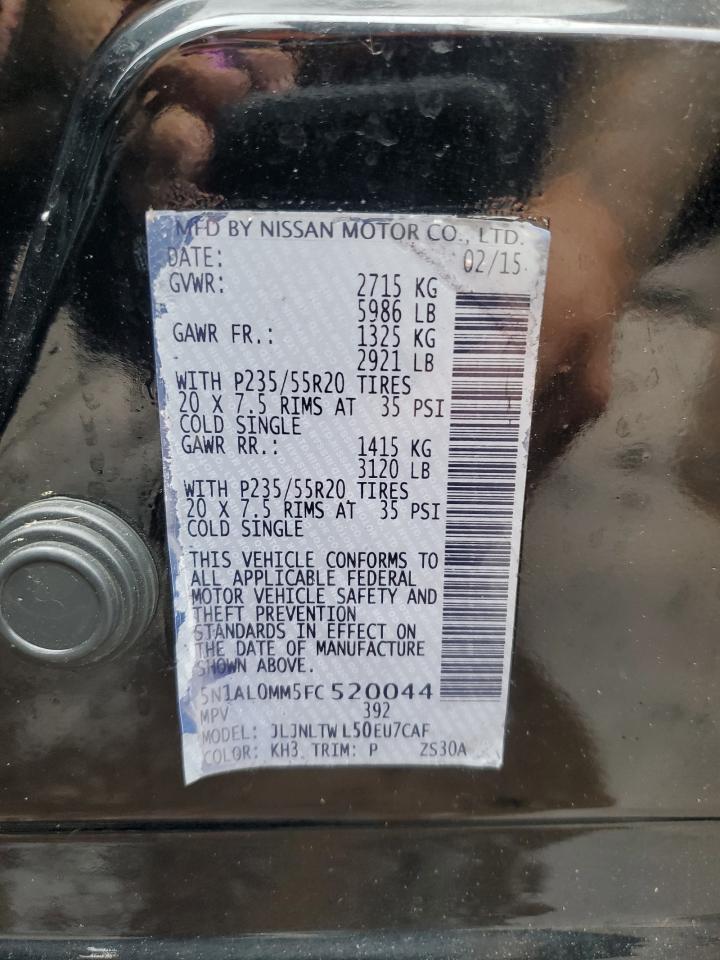 MFD BY NISSAN MOTOR CO., LTD.
DATE: 02/15
GVWR: 2715 KG
5986 LB
GAWR FR.: 1325 KG
2921 LB
WITH P235/55R20 TIRES
20 X 7.5 RIMS AT 35 PSI
COLD SINGLE
GAWR RR.: 1415 KG
3120 LB
WITH P235/55R20 TIRES
20 X 7.5 RIMS AT 35 PSI
COLD SINGLE
THIS VEHICLE CONFORMS TO
ALL APPLICABLE FEDERAL
MOTOR VEHICLE SAFETY AND
THEFT PREVENTION
STANDARDS IN EFFECT ON
THE DATE OF MANUFACTURE
SHOWN ABOVE.
5N1AL0MM5FC 520044
MPV 392
MODEL: JLJNLTW L50EU7CAF
COLOR: KH3 TRIM: P ZS30A